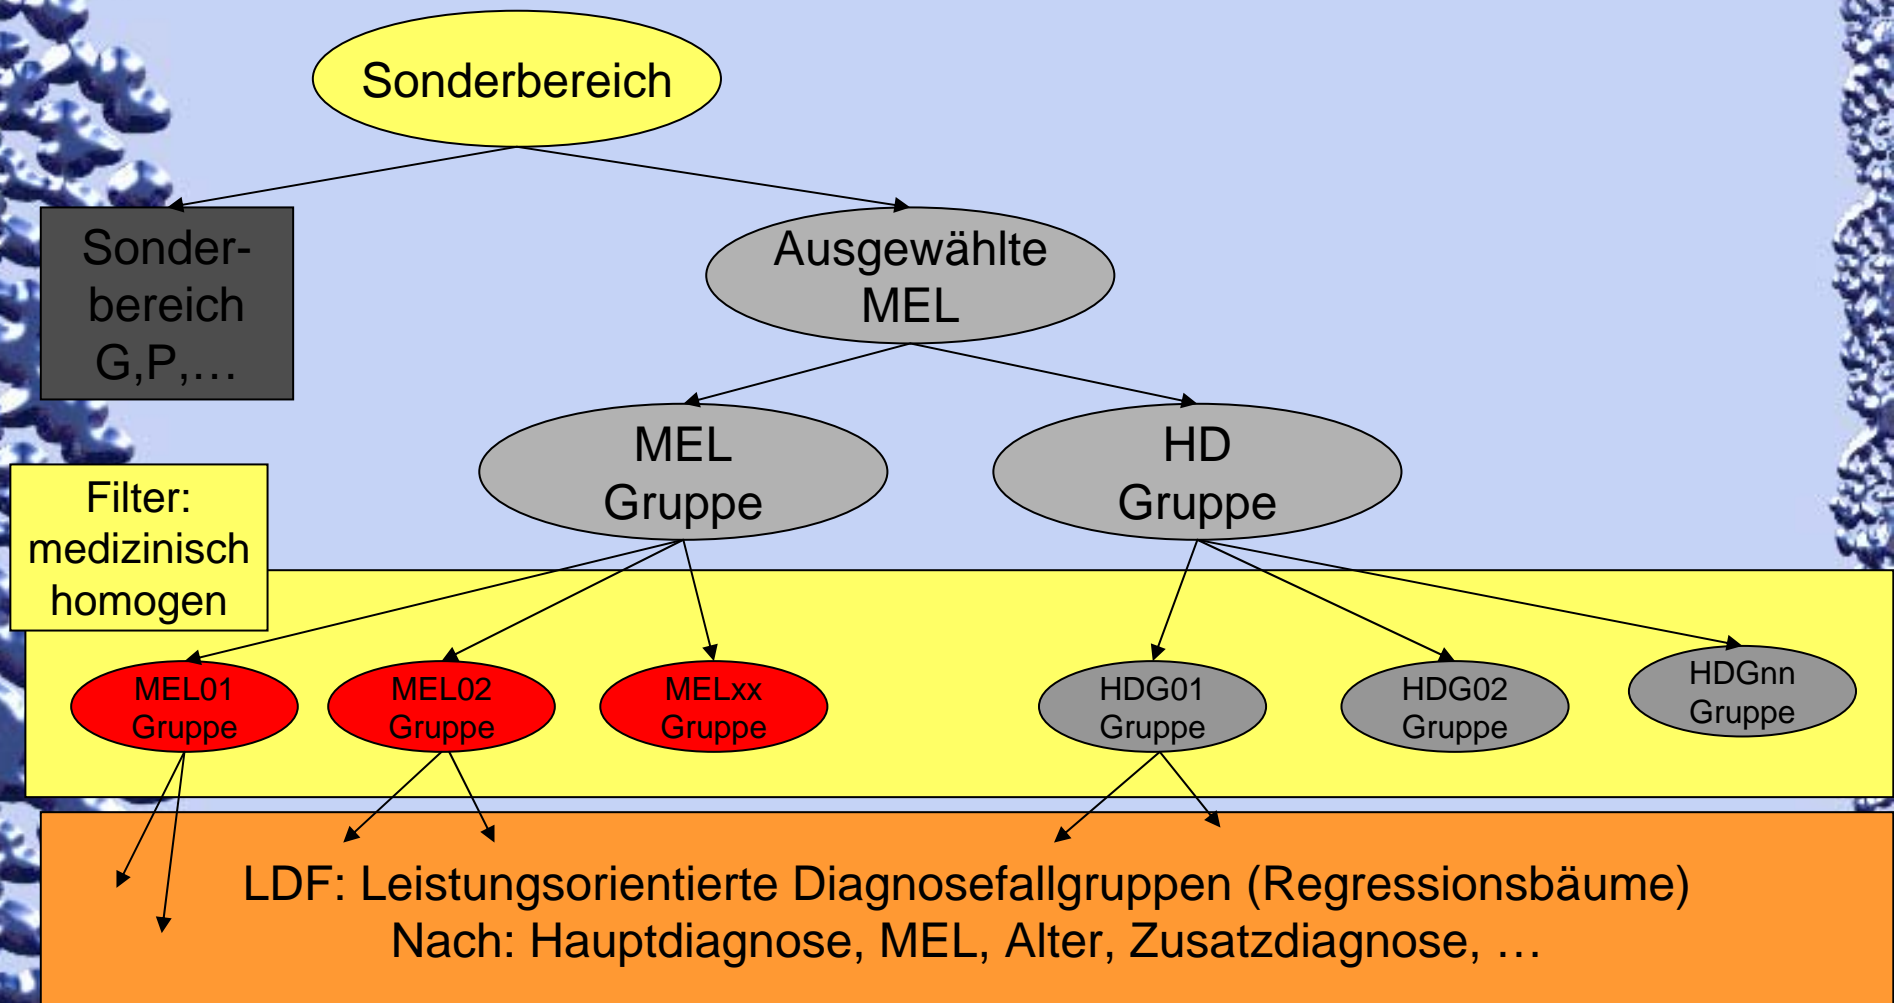 Sonderbereich
Sonder-
bereich
G,P,…
Ausgewählte
MEL
MEL
Gruppe
HD
Gruppe
Filter:
medizinisch
homogen
MEL01
Gruppe
MEL02
Gruppe
MELxx
Gruppe
HDG01
Gruppe
HDG02
Gruppe
HDGnn
Gruppe
LDF: Leistungsorientierte Diagnosefallgruppen (Regressionsbäume)
Nach: Hauptdiagnose, MEL, Alter, Zusatzdiagnose, …